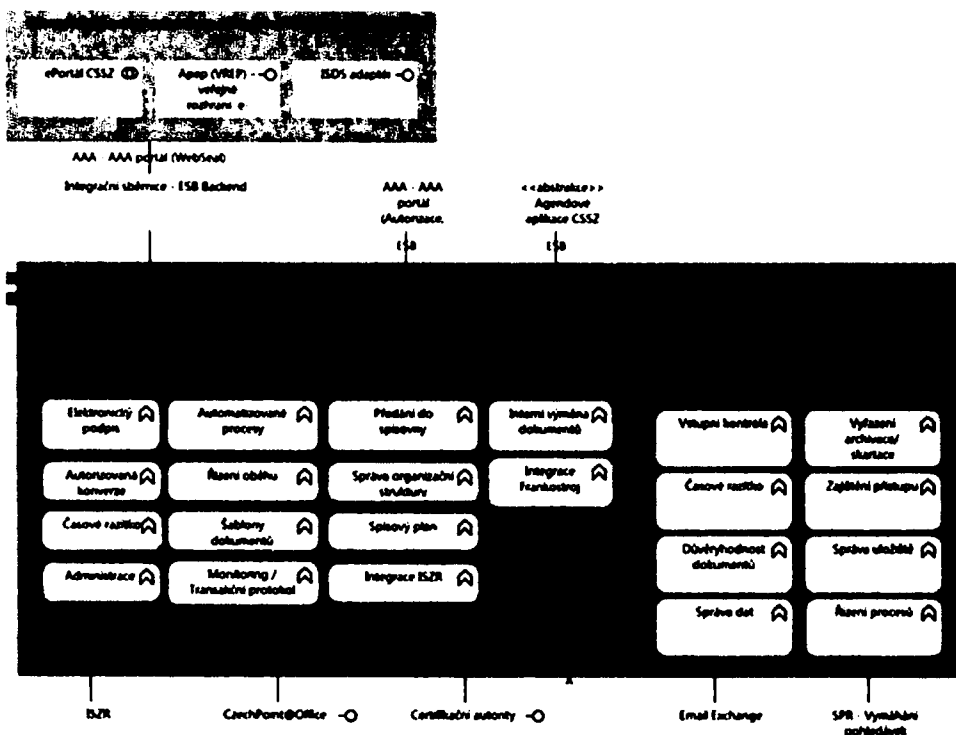 ePortál ČSSZ
Apep (VREP) -
veřejné
rozhraní e
ISDS adaptér
AAA - AAA portál (WebSeal)
Integrační sběrnice - ESB Backend
AAA - AAA
portál
(Autorizace,
ESB
<<abstrakce>>
Agendové
aplikace ČSSZ
ESB
Elektronický
podpis
Automatizované
procesy
Předání do
spisovny
Interní výměna
dokumentů
Vstupní kontrola
Vyřazení
archivace/
skartace
Autorizovaná
konverze
Řízení oběhu
Správa organizační
struktury
Integrace
Frankostroj
Časové razítko
Zajištění přístupu
Časové razítko
Šablony
dokumentů
Spisový plán
Důvěryhodnost
dokumentů
Správa uložiště
Administrace
Monitoring /
Transakční protokol
Integrace ISZR
Správa dat
Řízení procesů
ISZR
CzechPoint@Office
Certifikační autority
Email Exchange
SPR - Vymáhání
pohledávek